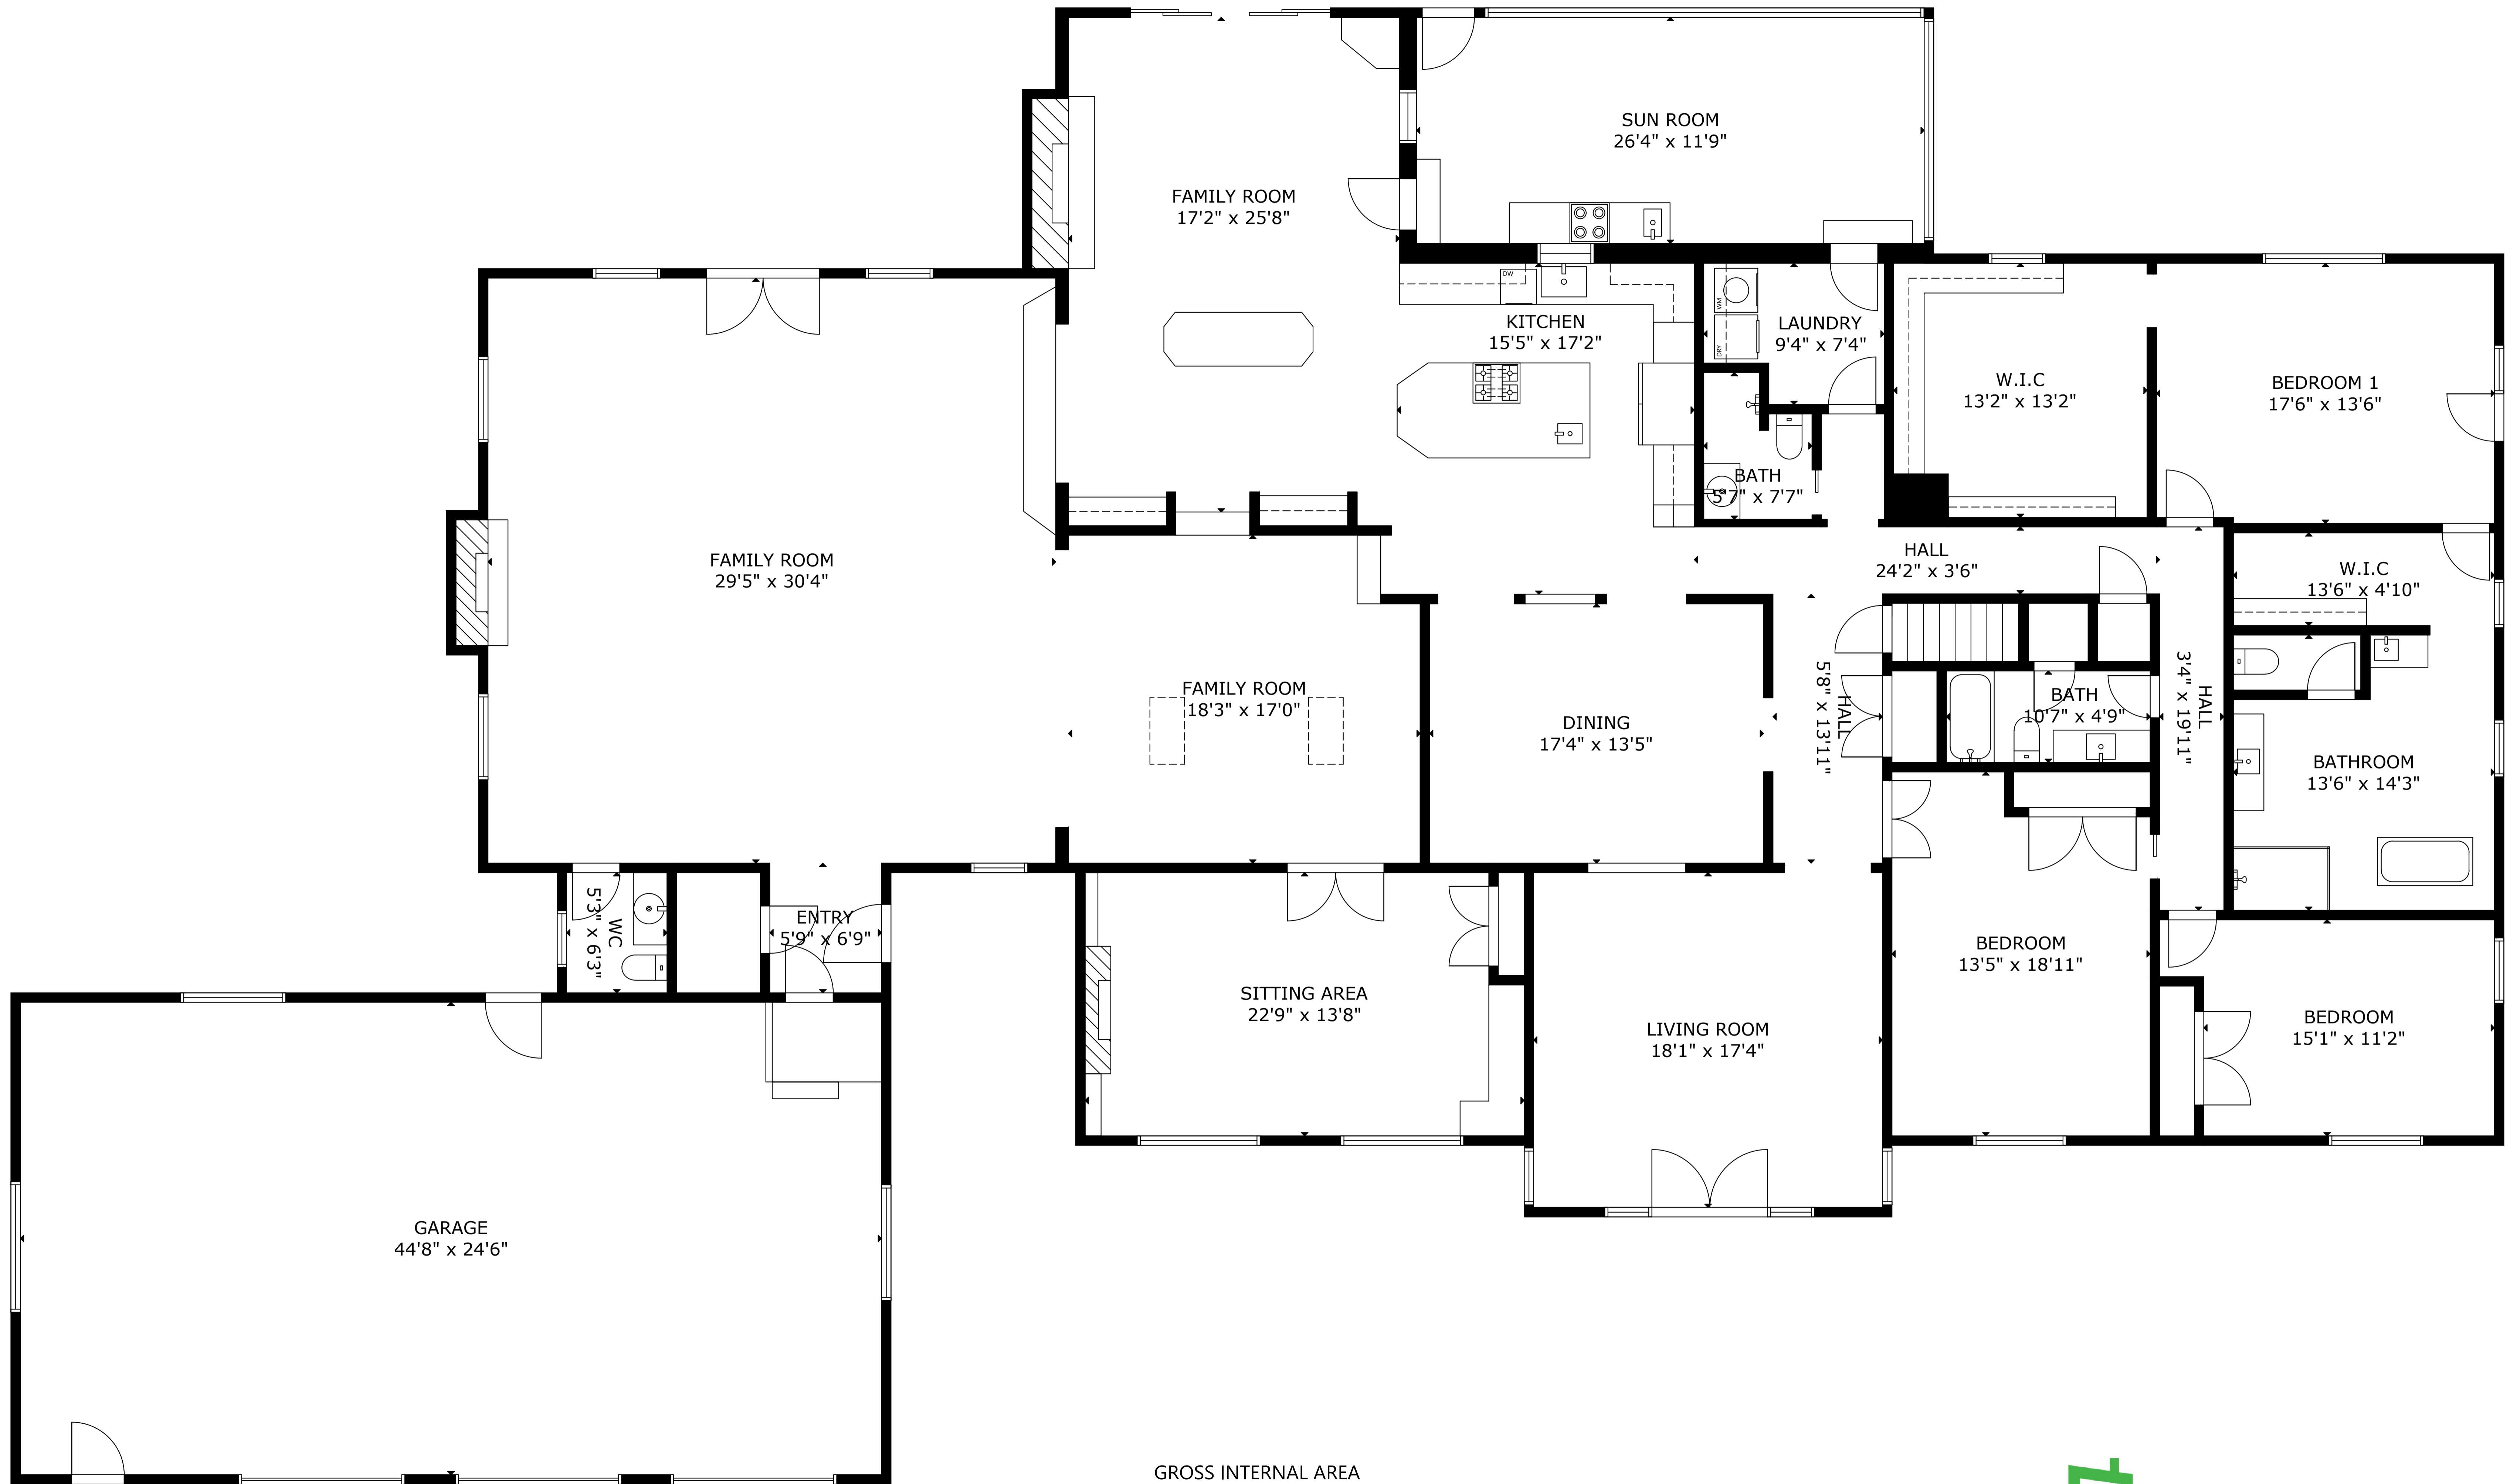 SUN ROOM
26'4" x 11'9"
FAMILY ROOM
17'2" x 25'8"
DW
KITCHEN
15'5" x 17'2"
WM
DRY
LAUNDRY
9'4" x 7'4"
W.I.C
13'2" x 13'2"
BEDROOM 1
17'6" x 13'6"
BATH
5'7" x 7'7"
FAMILY ROOM
29'5" x 30'4"
HALL
24'2" x 3'6"
W.I.C
13'6" x 4'10"
FAMILY ROOM
18'3" x 17'0"
DINING
17'4" x 13'5"
HALL
5'8" x 13'11"
BATH
10'7" x 4'9"
HALL
3'4" x 19'11"
BATHROOM
13'6" x 14'3"
WC
5'3" x 6'3"
ENTRY
5'9" x 6'9"
SITTING AREA
22'9" x 13'8"
LIVING ROOM
18'1" x 17'4"
BEDROOM
13'5" x 18'11"
BEDROOM
15'1" x 11'2"
GARAGE
44'8" x 24'6"
GROSS INTERNAL AREA